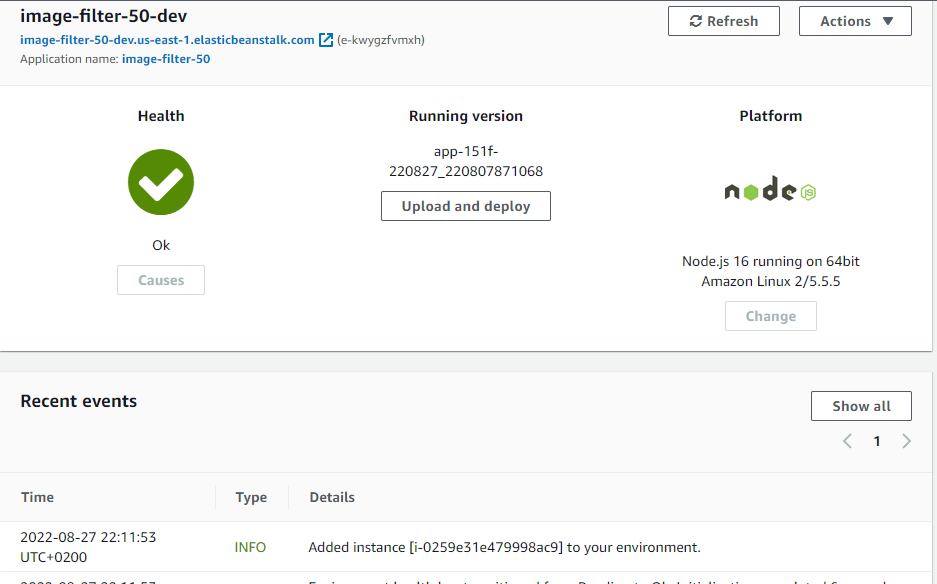 image-filter-50-dev
Refresh
Actions
image-filter-50-dev.us-east-1.elasticbeanstalk.com (e-kwygzfvmxh)
Application name: image-filter-50
Health
Running version
Platform
app-151f-
220827_220807871068
Upload and deploy
node
JS
Ok
Causes
Node.js 16 running on 64bit
Amazon Linux 2/5.5.5
Change
Recent events
Show all
1
Time Type Details
2022-08-27 22:11:53
UTC+0200
INFO
Added instance [i-0259e31e479998ac9] to your environment.